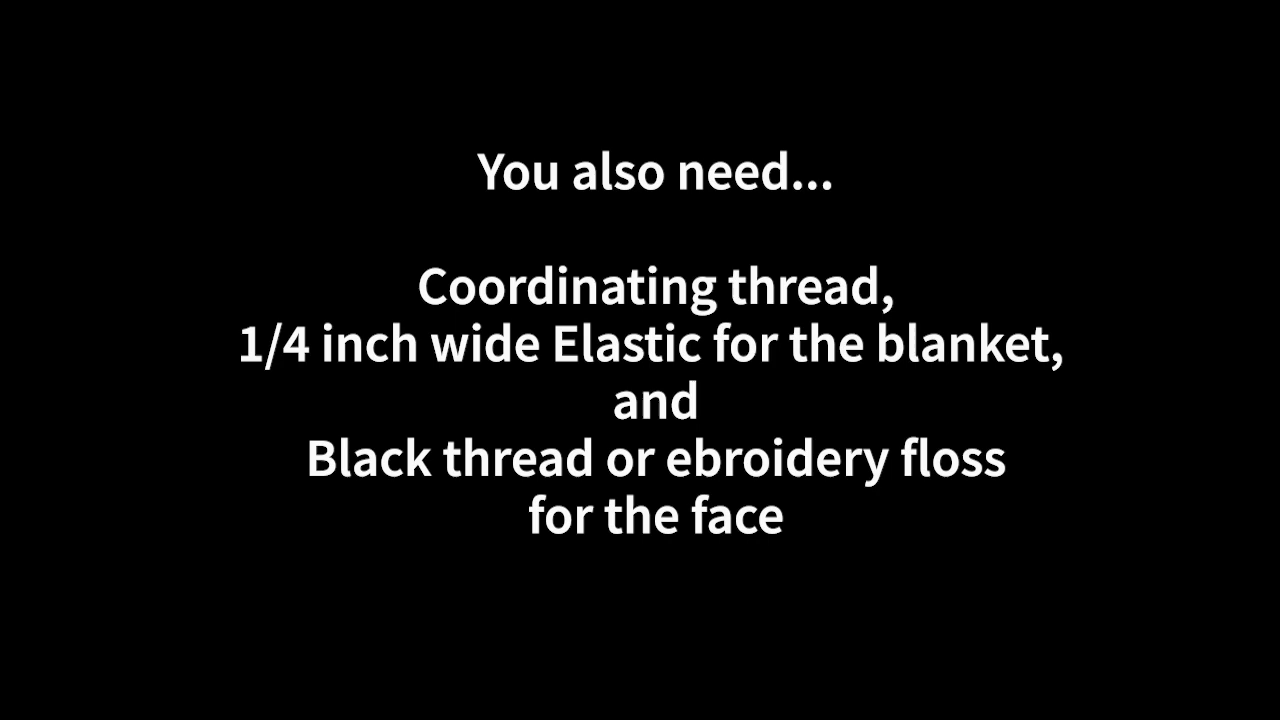 You also need...
Coordinating thread,
1/4 inch wide Elastic for the blanket,
and
Black thread or ebroidery floss
for the face